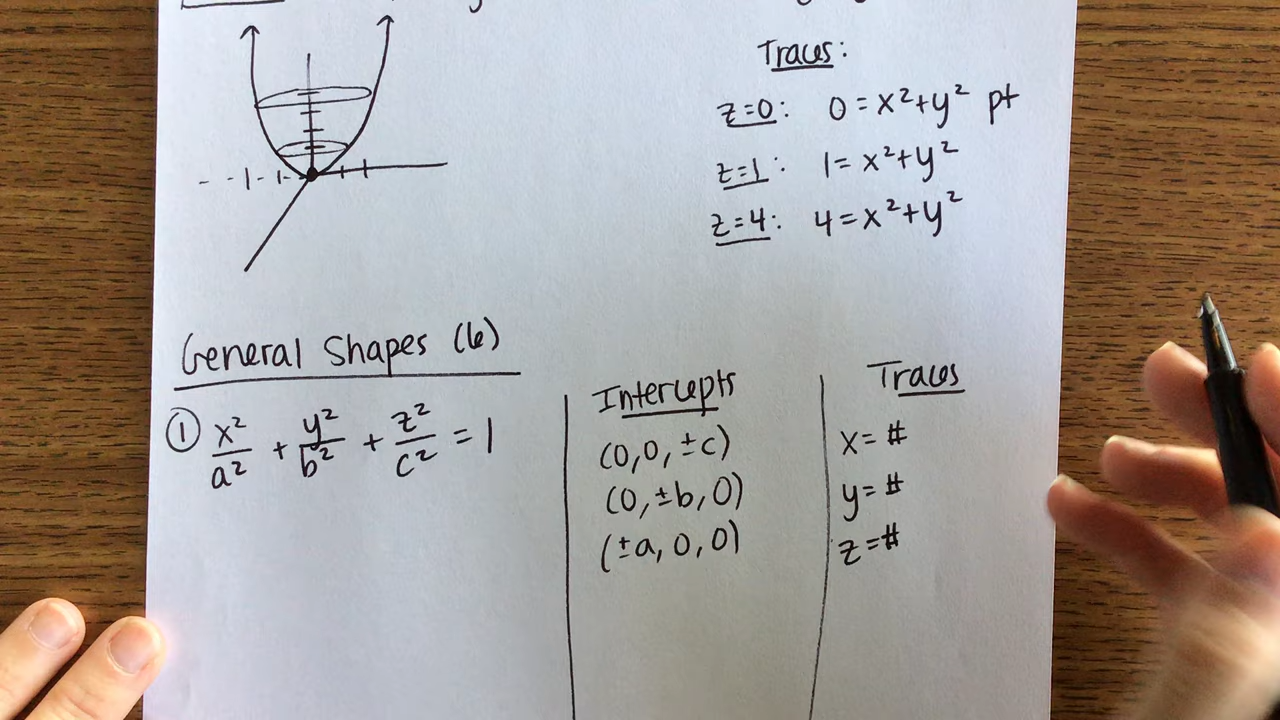 Traces:
z=0: 0=x²+y² pt
z=1: 1=x²+y²
z=4: 4=x²+y²
General Shapes (6)
① x²/a² + y²/b² + z²/c² = 1
Intercepts
(0,0,±c)
(0,±b,0)
(±a,0,0)
Traces
x=#
y=#
z=#